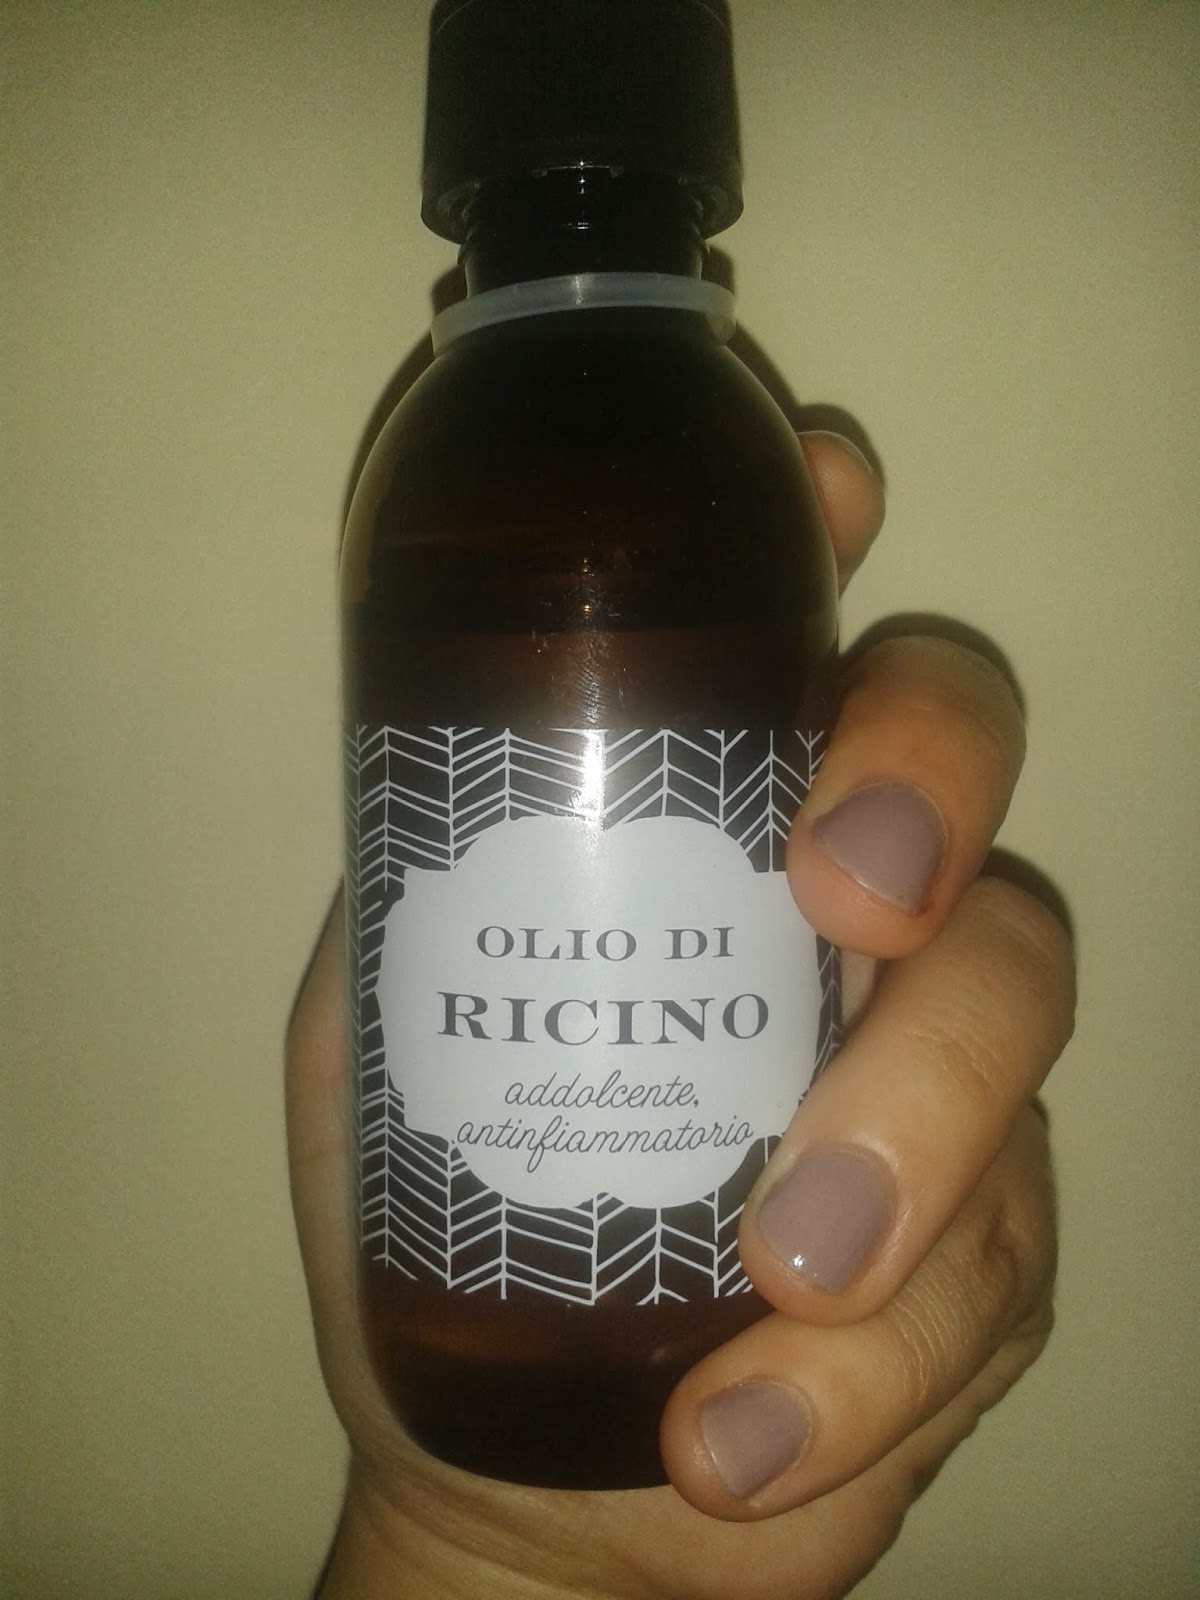 OLIO DI
RICINO
addolcente,
antinfiammatorio